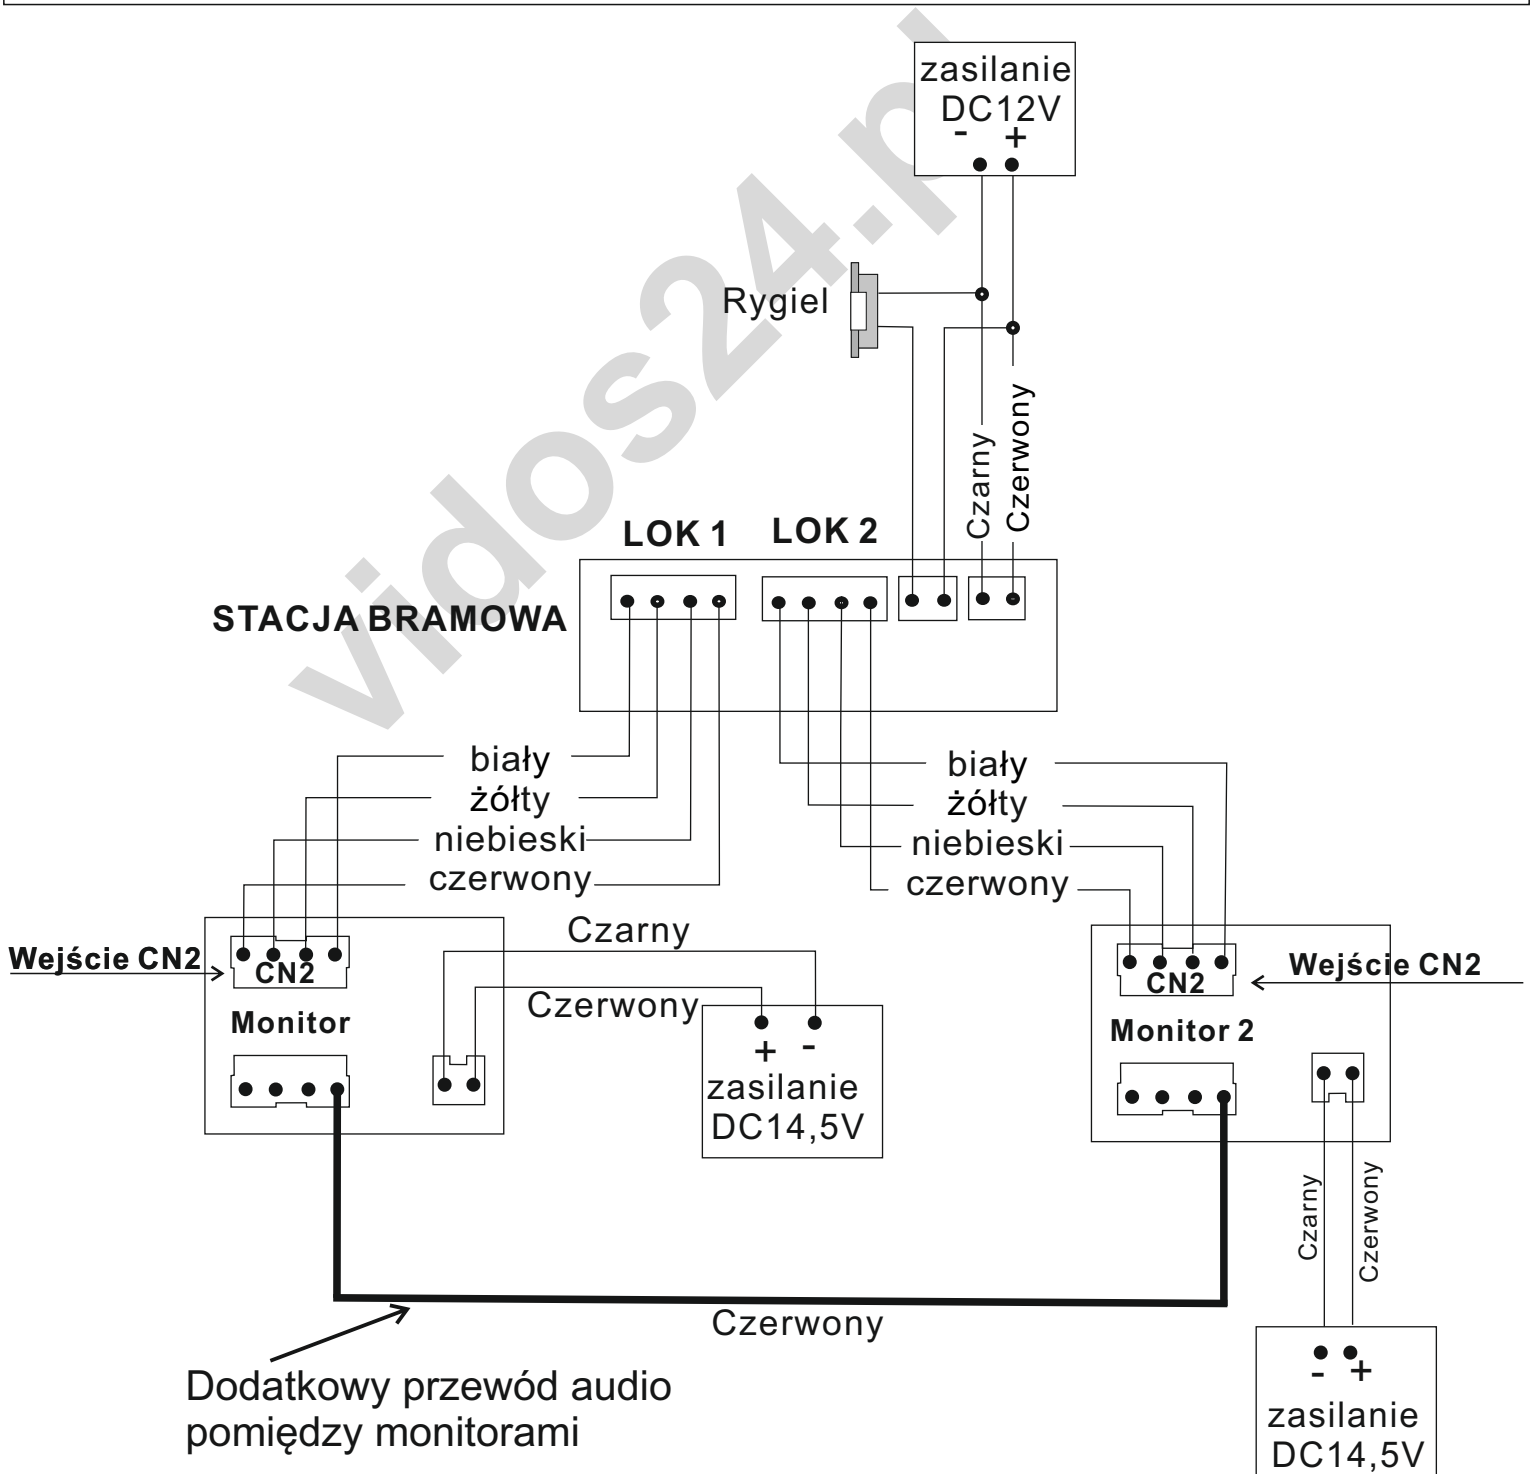 zasilanie
DC12V
- +
Rygiel
Czarny
Czerwony
LOK 1
LOK 2
STACJA BRAMOWA
vidos24.pl
biały
żółty
niebieski
czerwony
biały
żółty
niebieski
czerwony
Wejście CN2
CN2
Monitor
Czarny
Czerwony
+ -
zasilanie
DC14,5V
Wejście CN2
CN2
Monitor 2
Czarny
Czerwony
Czerwony
Dodatkowy przewód audio
pomiędzy monitorami
- +
zasilanie
DC14,5V